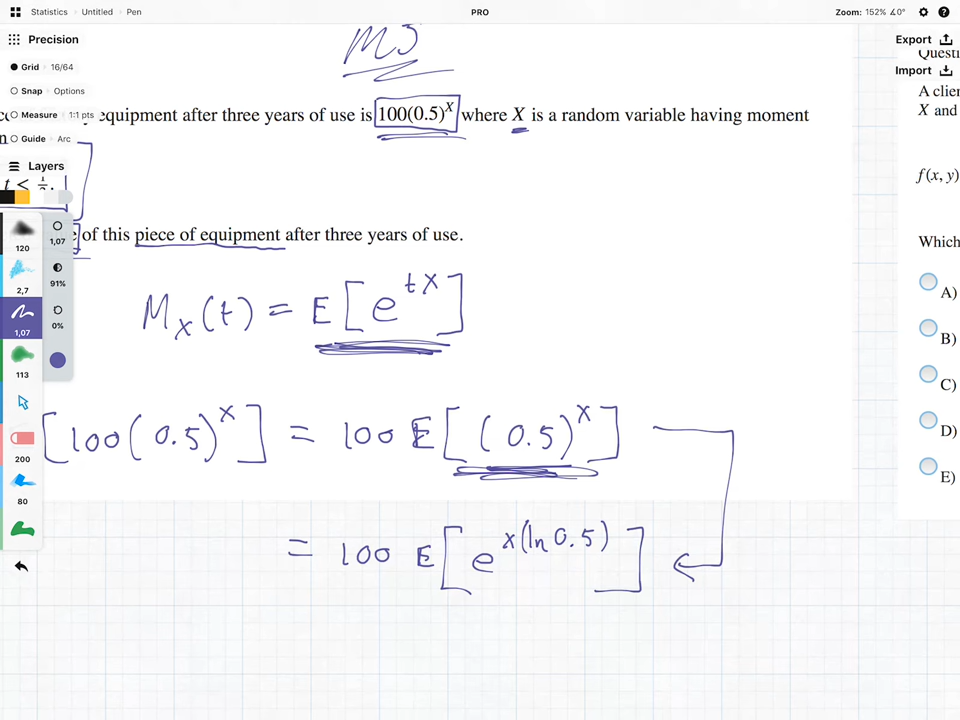 Statistics › Untitled › Pen
PRO
Zoom: 152% ∠0°
Precision
Export
Grid 16/64
Import
Snap Options
Measure 1:1 pts
Guide Arc
Layers
equipment after three years of use is 100(0.5)^X where X is a random variable having moment
t <
of this piece of equipment after three years of use.
M_X(t) = E[e^{tX}]
[100(0.5)^X] = 100 E[(0.5)^X]
= 100 E[e^{X(ln 0.5)}]
120
2,7
1,07
113
200
80
1,07
91%
0%
A clien
X and
f(x, y)
Which
A)
B)
C)
D)
E)